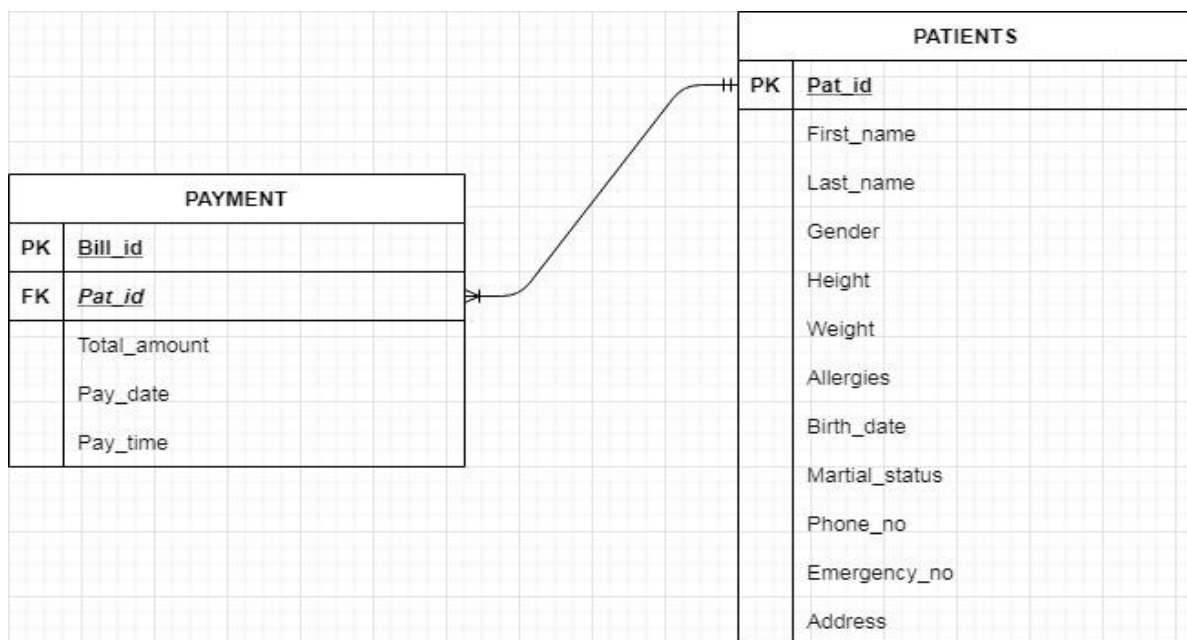 PATIENTS
PK Pat_id
First_name
Last_name
Gender
Height
Weight
Allergies
Birth_date
Martial_status
Phone_no
Emergency_no
Address
PAYMENT
PK Bill_id
FK Pat_id
Total_amount
Pay_date
Pay_time